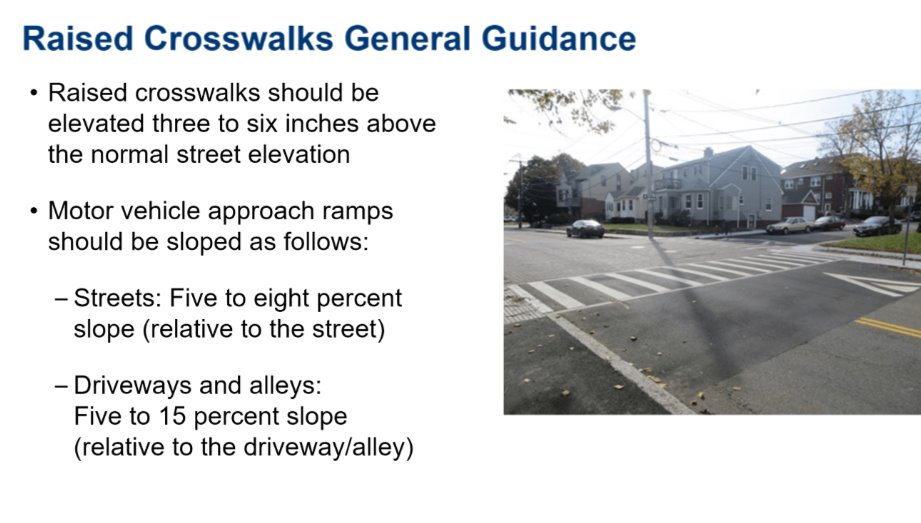 Raised Crosswalks General Guidance
• Raised crosswalks should be
elevated three to six inches above
the normal street elevation
• Motor vehicle approach ramps
should be sloped as follows:
– Streets: Five to eight percent
slope (relative to the street)
– Driveways and alleys:
Five to 15 percent slope
(relative to the driveway/alley)